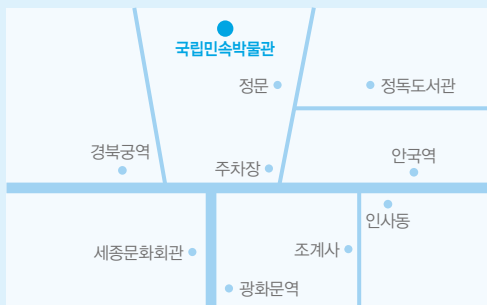 국립민속박물관
정문
정독도서관
경북궁역
주차장
안국역
인사동
세종문화회관
조계사
광화문역